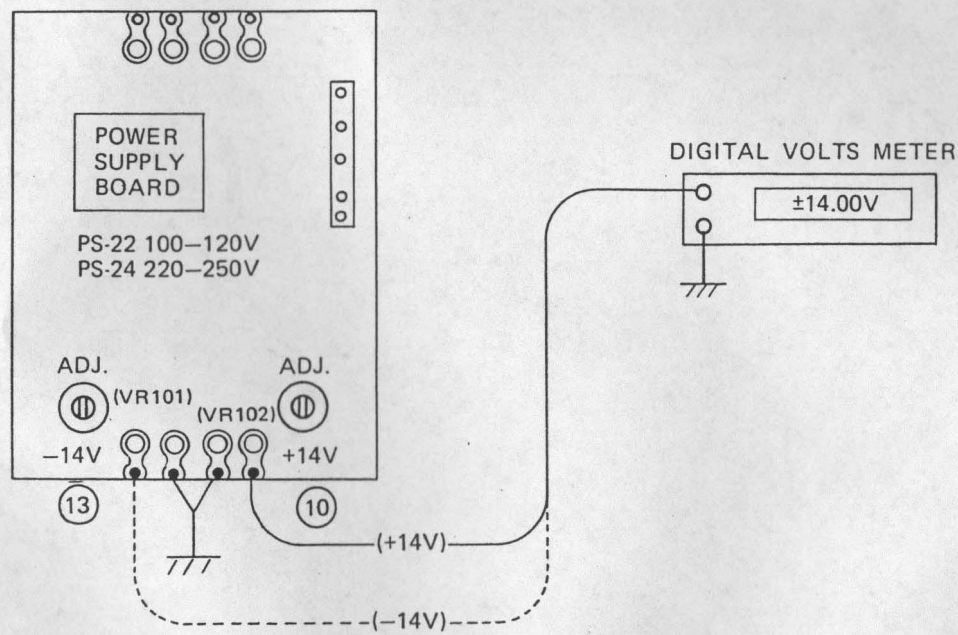 POWER
SUPPLY
BOARD
PS-22 100—120V
PS-24 220—250V
DIGITAL VOLTS METER
±14.00V
ADJ.
(VR101)
ADJ.
(VR102)
—14V
+14V
13
10
(+14V)
(—14V)